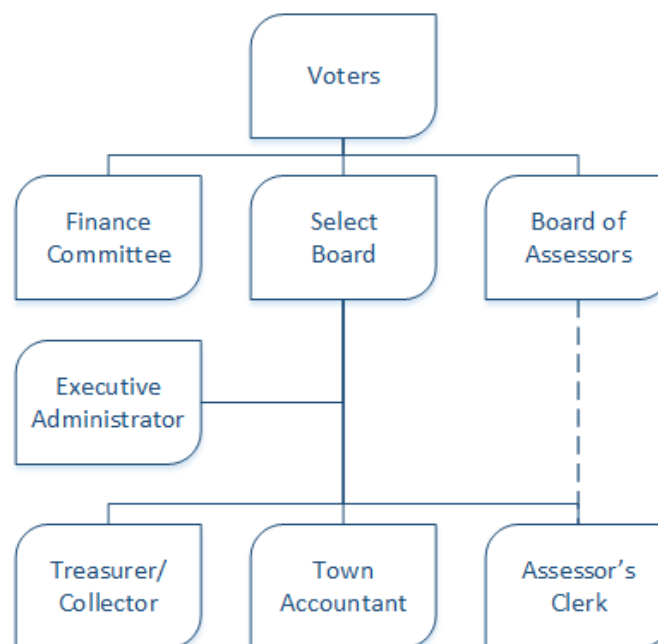 Voters
Finance
Committee
Select
Board
Board of
Assessors
Executive
Administrator
Treasurer/
Collector
Town
Accountant
Assessor’s
Clerk